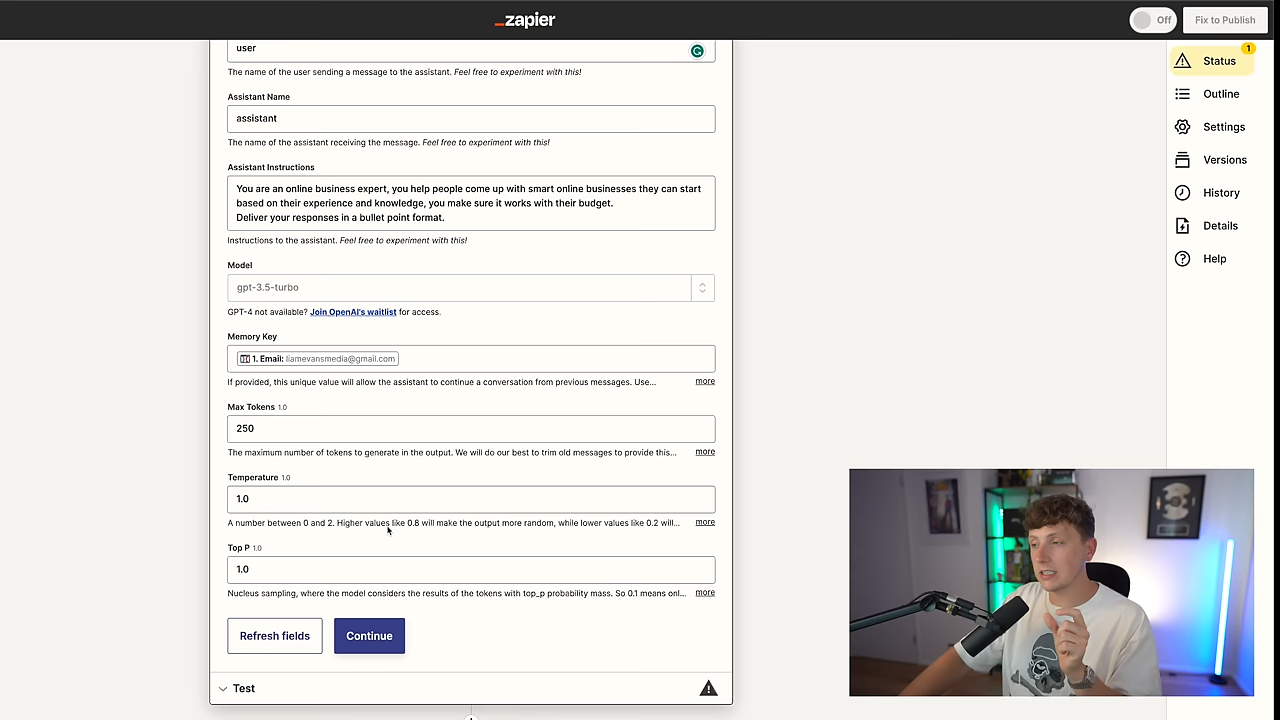 _zapier
Off
Fix to Publish
user
The name of the user sending a message to the assistant. Feel free to experiment with this!
Assistant Name
assistant
The name of the assistant receiving the message. Feel free to experiment with this!
Assistant Instructions
You are an online business expert, you help people come up with smart online businesses they can start
based on their experience and knowledge, you make sure it works with their budget.
Deliver your responses in a bullet point format.
Instructions to the assistant. Feel free to experiment with this!
Model
gpt-3.5-turbo
GPT-4 not available? Join OpenAI's waitlist for access.
Memory Key
1. Email: liamevansmedia@gmail.com
If provided, this unique value will allow the assistant to continue a conversation from previous messages. Use... more
Max Tokens 1.0
250
The maximum number of tokens to generate in the output. We will do our best to trim old messages to provide this... more
Temperature 1.0
1.0
A number between 0 and 2. Higher values like 0.8 will make the output more random, while lower values like 0.2 will... more
Top P 1.0
1.0
Nucleus sampling, where the model considers the results of the tokens with top_p probability mass. So 0.1 means onl... more
Refresh fields
Continue
Test
1
Status
Outline
Settings
Versions
History
Details
Help